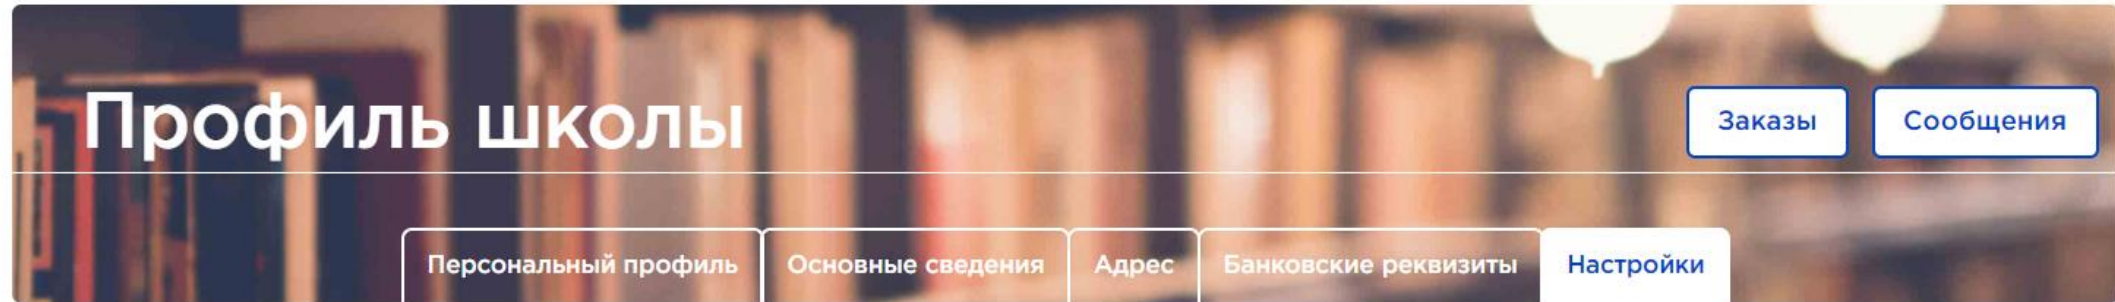 Профиль школы
Заказы
Сообщения
Персональный профиль
Основные сведения
Адрес
Банковские реквизиты
Настройки